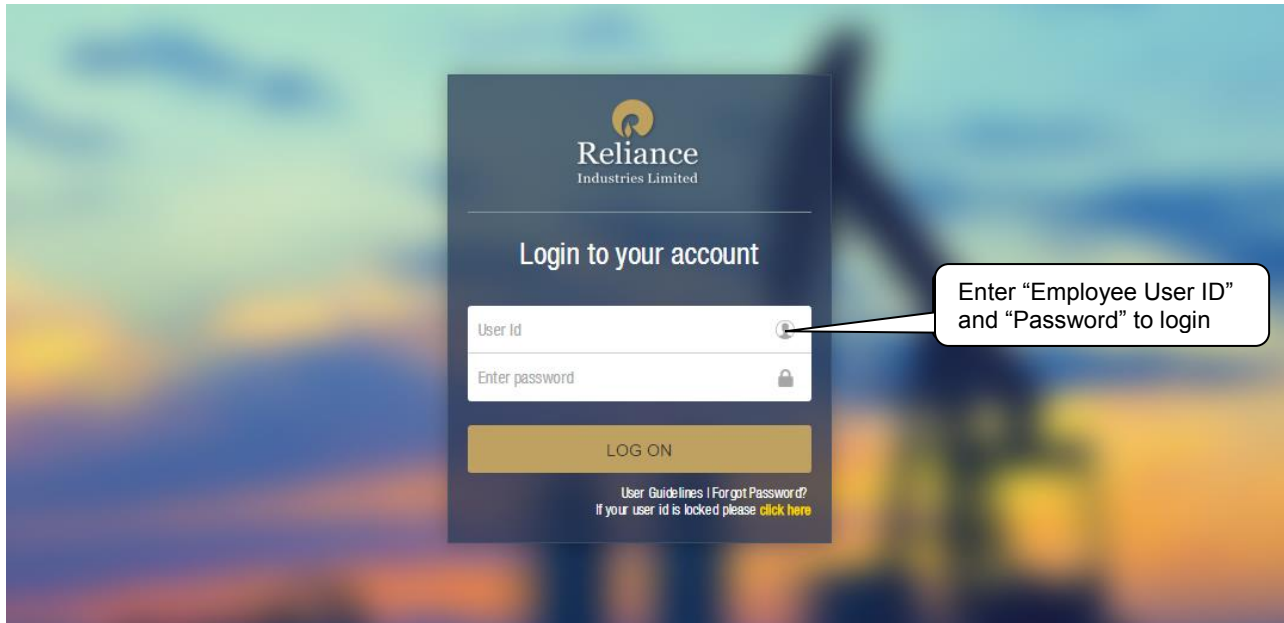 Reliance
Industries Limited
Login to your account
User Id
Enter “Employee User ID”
and “Password” to login
Enter password
LOG ON
User Guidelines | Forgot Password?
If your user id is locked please click here